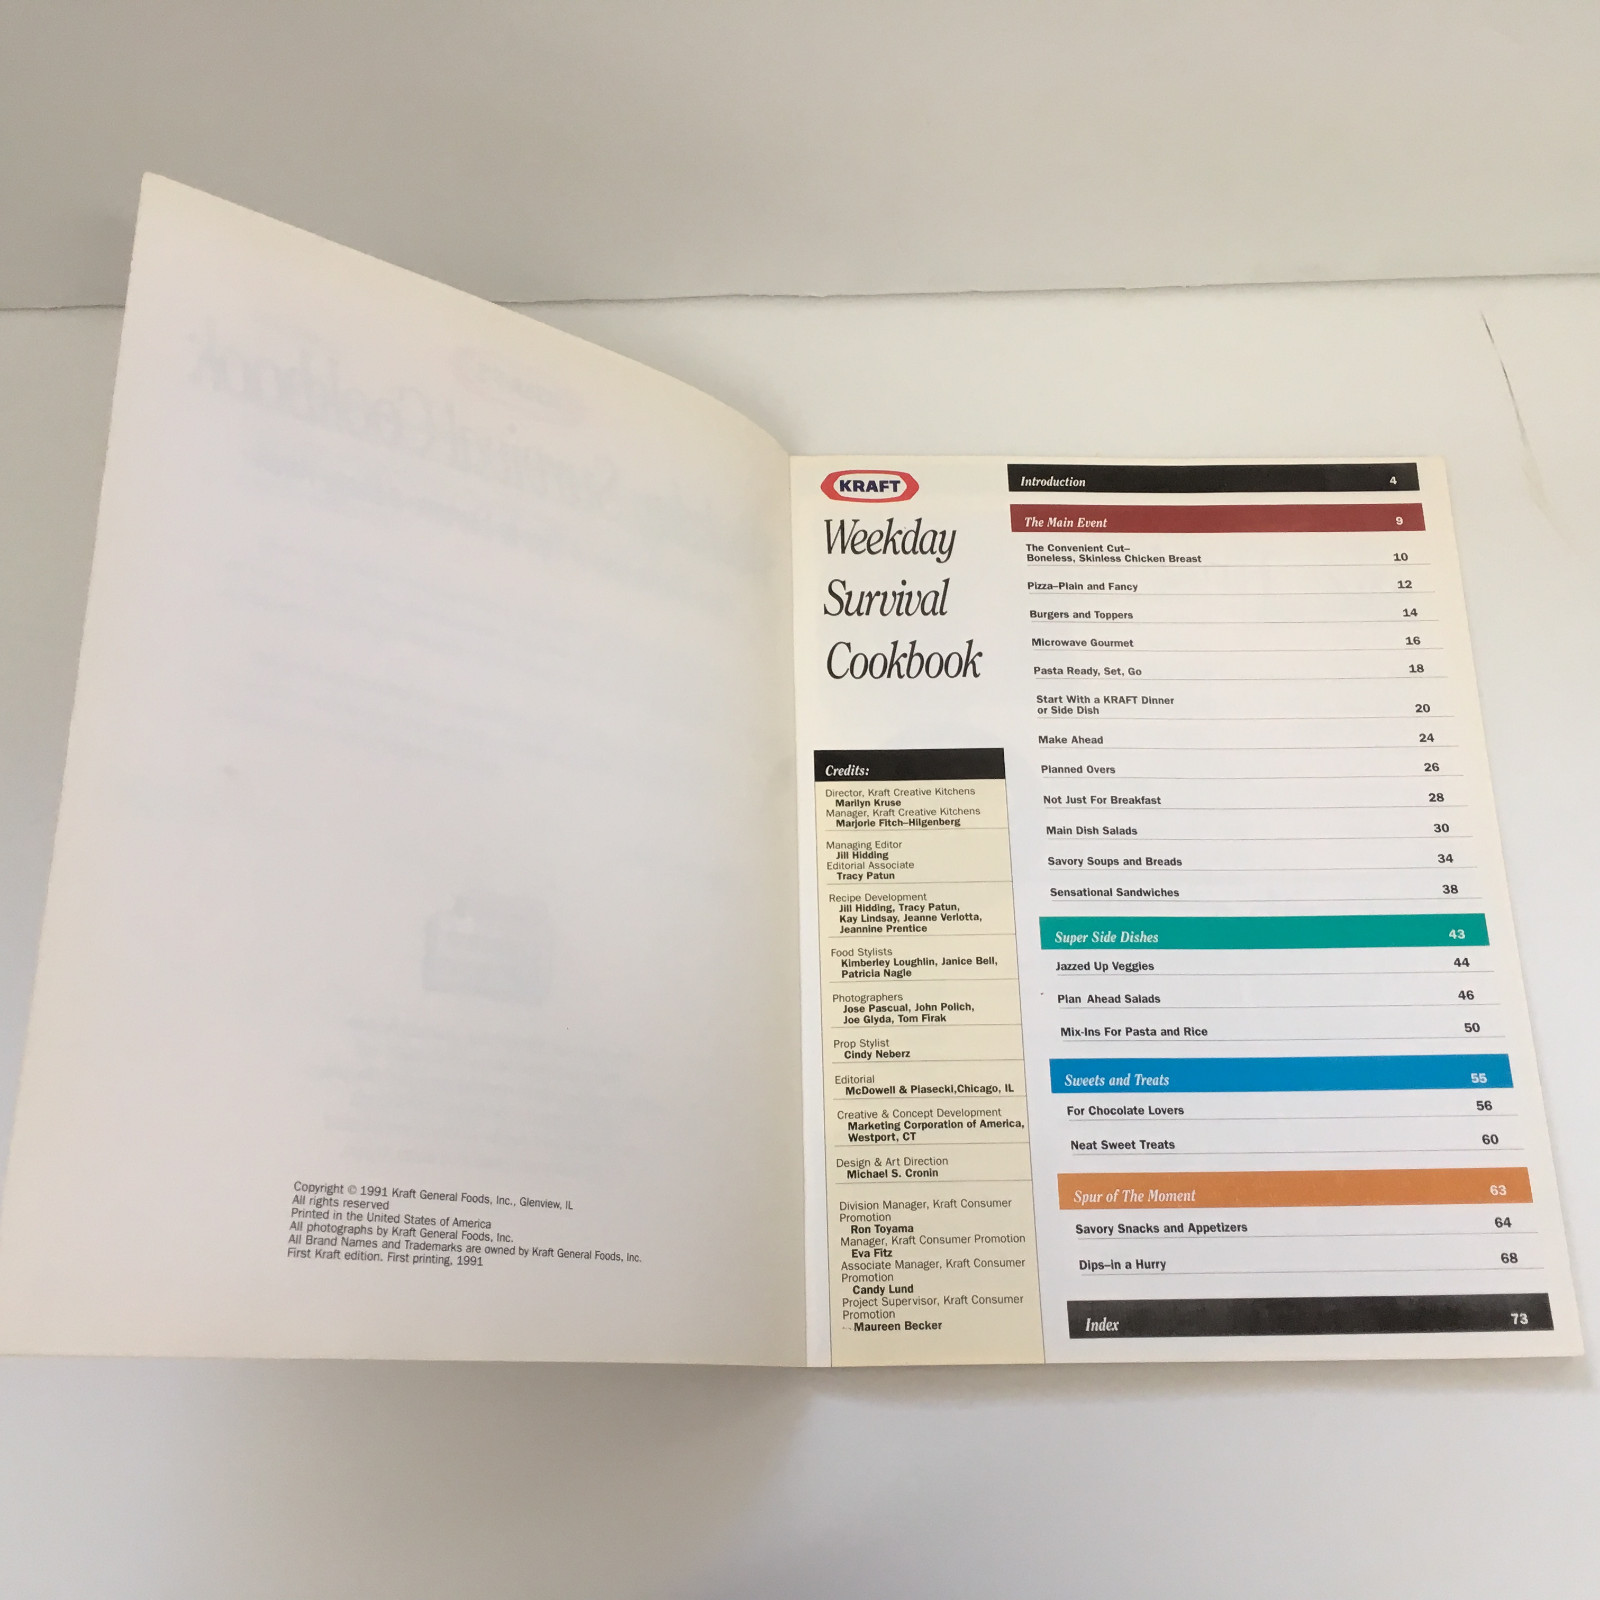 Copyright © 1991 Kraft General Foods, Inc., Glenview, IL
All rights reserved
Printed in the United States of America
All photographs by Kraft General Foods, Inc.
All Brand Names and Trademarks are owned by Kraft General Foods, Inc.
First Kraft edition. First printing, 1991
KRAFT
Weekday
Survival
Cookbook
Credits:
Director, Kraft Creative Kitchens
Marilyn Kruse
Manager, Kraft Creative Kitchens
Marjorie Fitch–Hilgenberg
Managing Editor
Jill Hidding
Editorial Associate
Tracy Patun
Recipe Development
Jill Hidding, Tracy Patun,
Kay Lindsay, Jeanne Verlotta,
Jeannine Prentice
Food Stylists
Kimberley Loughlin, Janice Bell,
Patricia Nagle
Photographers
Jose Pascual, John Polich,
Joe Glyda, Tom Firak
Prop Stylist
Cindy Neberz
Editorial
McDowell & Piasecki,Chicago, IL
Creative & Concept Development
Marketing Corporation of America,
Westport, CT
Design & Art Direction
Michael S. Cronin
Division Manager, Kraft Consumer
Promotion
Ron Toyama
Manager, Kraft Consumer Promotion
Eva Fitz
Associate Manager, Kraft Consumer
Promotion
Candy Lund
Project Supervisor, Kraft Consumer
Promotion
Maureen Becker
Introduction 4
The Main Event 9
The Convenient Cut–
Boneless, Skinless Chicken Breast 10
Pizza–Plain and Fancy 12
Burgers and Toppers 14
Microwave Gourmet 16
Pasta Ready, Set, Go 18
Start With a KRAFT Dinner
or Side Dish 20
Make Ahead 24
Planned Overs 26
Not Just For Breakfast 28
Main Dish Salads 30
Savory Soups and Breads 34
Sensational Sandwiches 38
Super Side Dishes 43
Jazzed Up Veggies 44
Plan Ahead Salads 46
Mix-Ins For Pasta and Rice 50
Sweets and Treats 55
For Chocolate Lovers 56
Neat Sweet Treats 60
Spur of The Moment 63
Savory Snacks and Appetizers 64
Dips–in a Hurry 68
Index 73